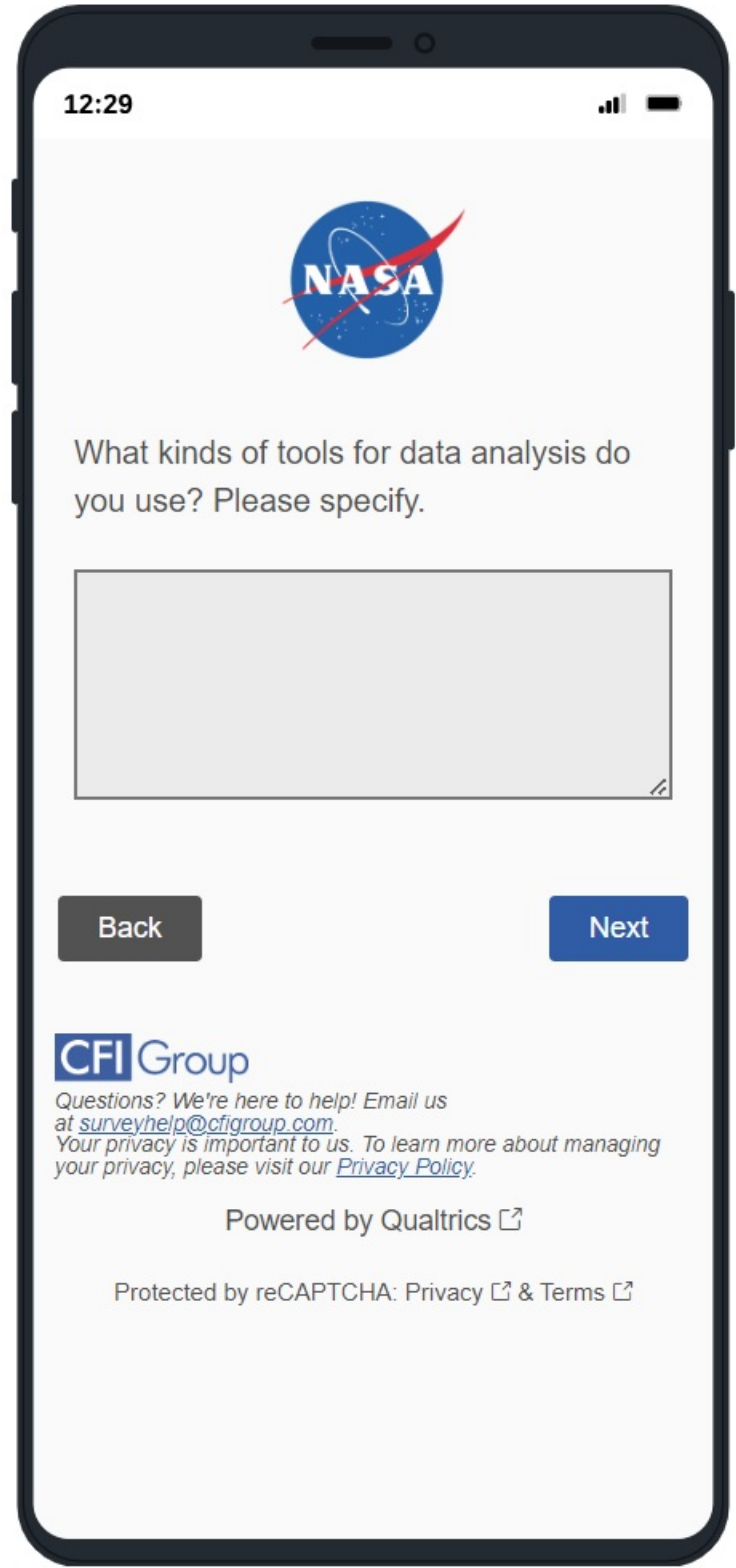 12:29
NASA
What kinds of tools for data analysis do
you use? Please specify.
Back
Next
CFI Group
Questions? We're here to help! Email us
at surveyhelp@cfigroup.com.
Your privacy is important to us. To learn more about managing
your privacy, please visit our Privacy Policy.
Powered by Qualtrics
Protected by reCAPTCHA: Privacy & Terms